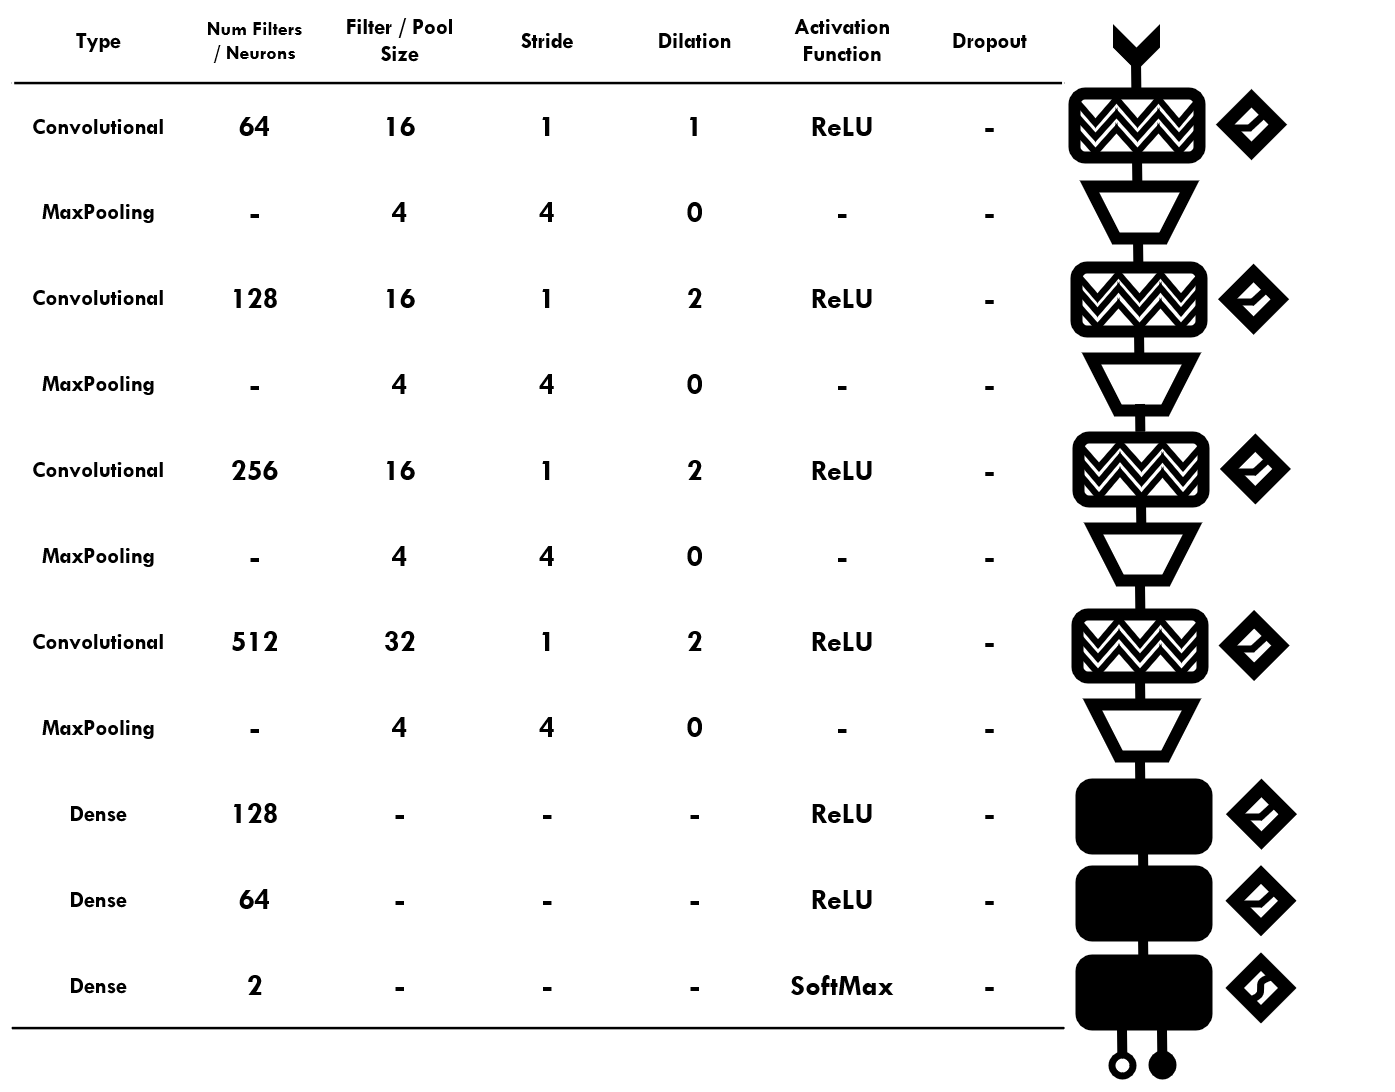 Type Num Filters / Neurons Filter / Pool Size Stride Dilation Activation Function Dropout
Convolutional 64 16 1 1 ReLU -
MaxPooling - 4 4 0 - -
Convolutional 128 16 1 2 ReLU -
MaxPooling - 4 4 0 - -
Convolutional 256 16 1 2 ReLU -
MaxPooling - 4 4 0 - -
Convolutional 512 32 1 2 ReLU -
MaxPooling - 4 4 0 - -
Dense 128 - - - ReLU -
Dense 64 - - - ReLU -
Dense 2 - - - SoftMax -